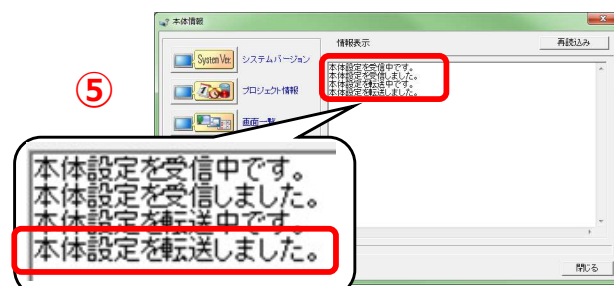 本体情報
情報表示
再読込み
System Ver.
システムバージョン
本体設定を受信中です。
本体設定を受信しました。
本体設定を転送中です。
本体設定を転送しました。
⑤
プロジェクト情報
画面一覧
本体設定を受信中です。
本体設定を受信しました。
本体設定を転送中です。
本体設定を転送しました。
閉じる